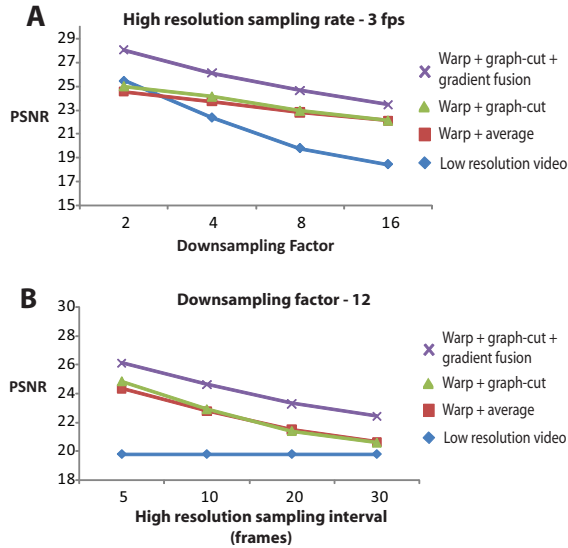 A
High resolution sampling rate - 3 fps
29
27
25
23
21
19
17
15
PSNR
2 4 8 16
Downsampling Factor
Warp + graph-cut +
gradient fusion
Warp + graph-cut
Warp + average
Low resolution video
B
Downsampling factor - 12
30
28
26
24
22
20
18
PSNR
5 10 20 30
High resolution sampling interval
(frames)
Warp + graph-cut +
gradient fusion
Warp + graph-cut
Warp + average
Low resolution video